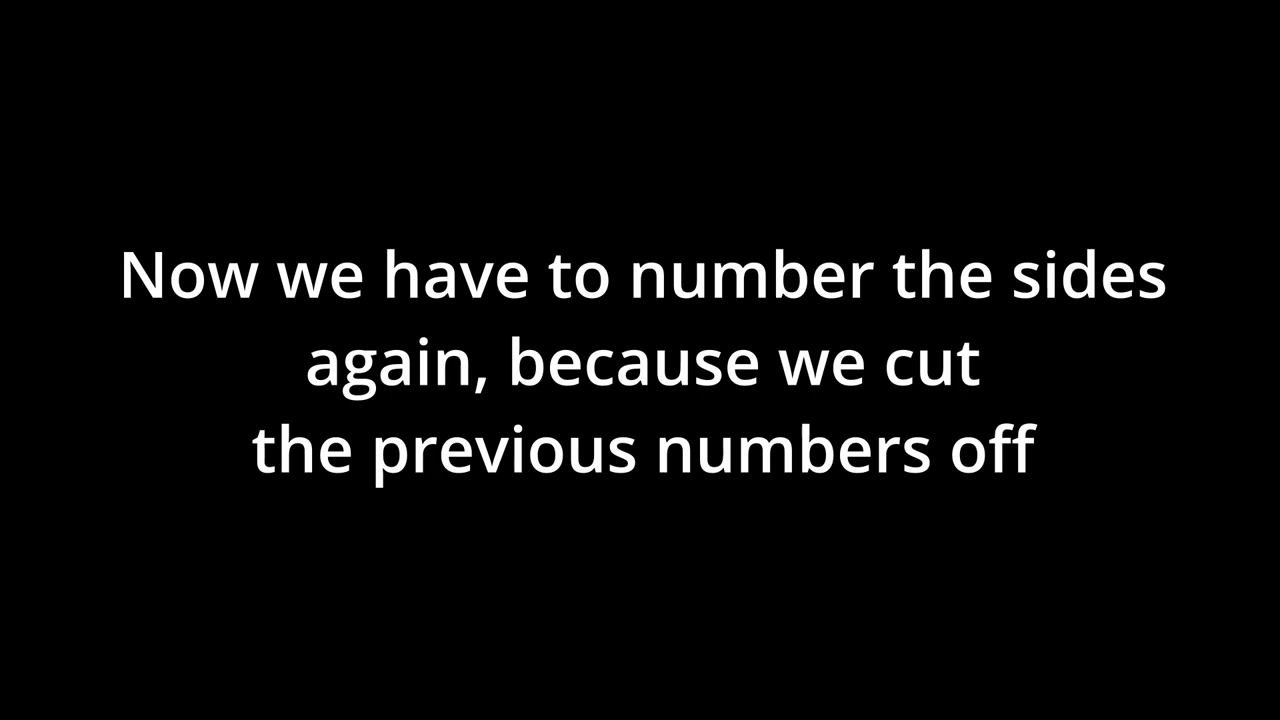 Now we have to number the sides
again, because we cut
the previous numbers off